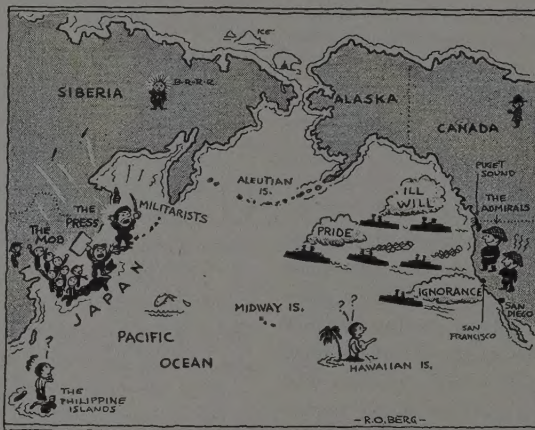 ICE
B-R-R-R
SIBERIA
ALASKA
CANADA
PUGET
SOUND
ALEUTIAN
IS.
ILL
WILL
THE
ADMIRALS
THE
PRESS
MILITARISTS
THE
MOB
PRIDE
JAPAN
IGNORANCE
SAN
DIEGO
MIDWAY IS.
? ?
SAN
FRANCISCO
PACIFIC
OCEAN
HAWAIIAN IS.
?
THE
PHILIPPINE
ISLANDS
-R.O.BERG-